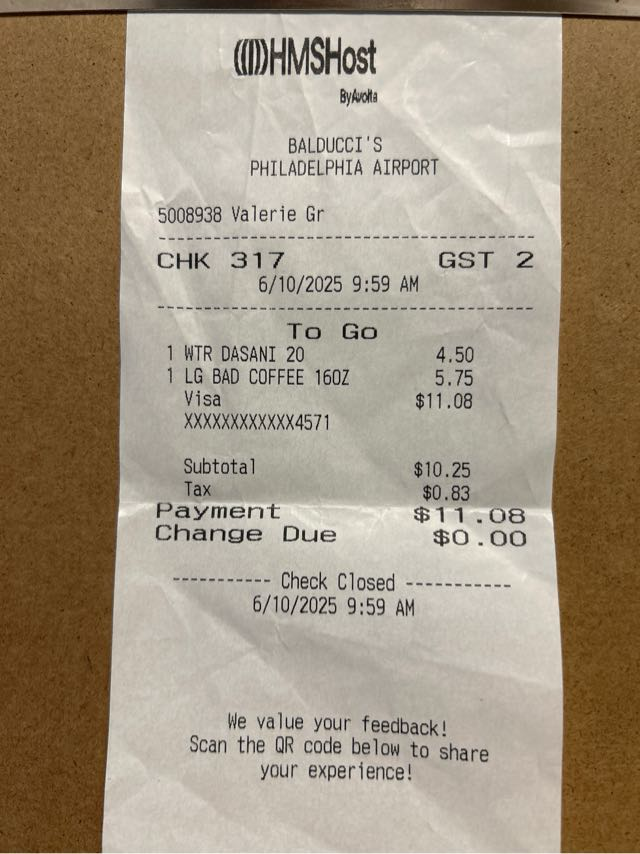 HMSHost
By Avolta
BALDUCCI'S
PHILADELPHIA AIRPORT
5008938 Valerie Gr
----------------------------------------
CHK 317 GST 2
6/10/2025 9:59 AM
----------------------------------------
To Go
1 WTR DASANI 20 4.50
1 LG BAD COFFEE 16OZ 5.75
Visa $11.08
XXXXXXXXXXXX4571
Subtotal $10.25
Tax $0.83
Payment $11.08
Change Due $0.00
----------- Check Closed -----------
6/10/2025 9:59 AM
We value your feedback!
Scan the QR code below to share
your experience!